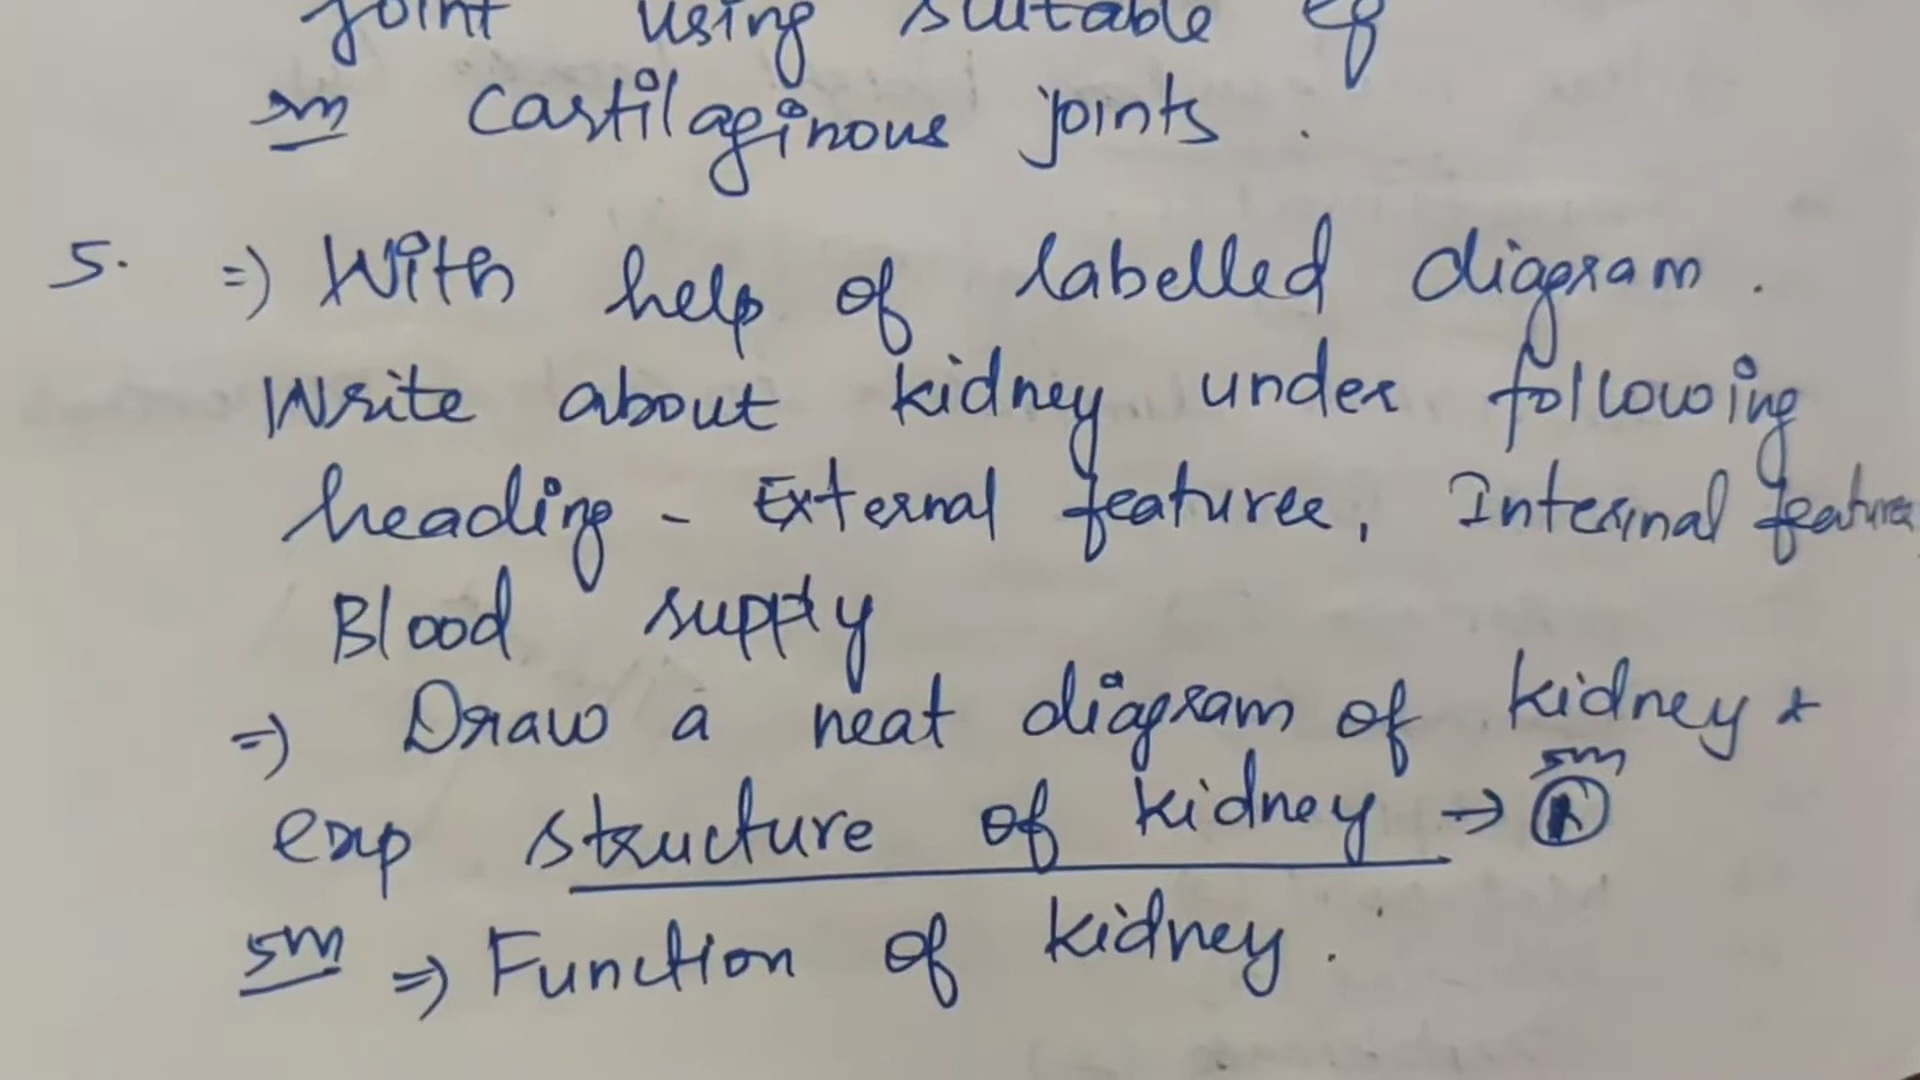 joint using suitable eg
5m cartilaginous joints.
5. => With help of labelled diagram.
Write about kidney under following
heading - External features, Internal features
Blood supply
=> Draw a neat diagram of kidney &
exp structure of kidney → 5m
5m => Function of kidney.